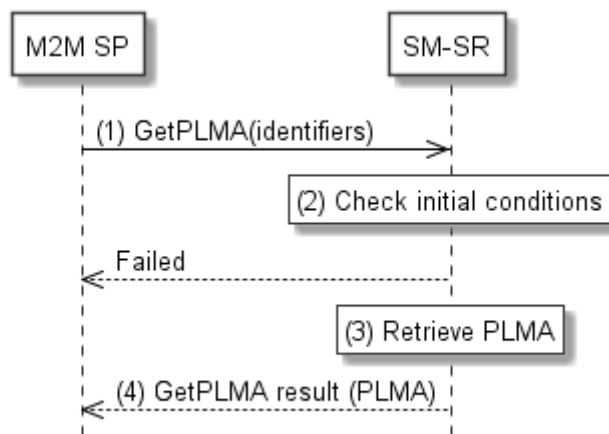 M2M SP
SM-SR
(1) GetPLMA(identifiers)
(2) Check initial conditions
Failed
(3) Retrieve PLMA
(4) GetPLMA result (PLMA)